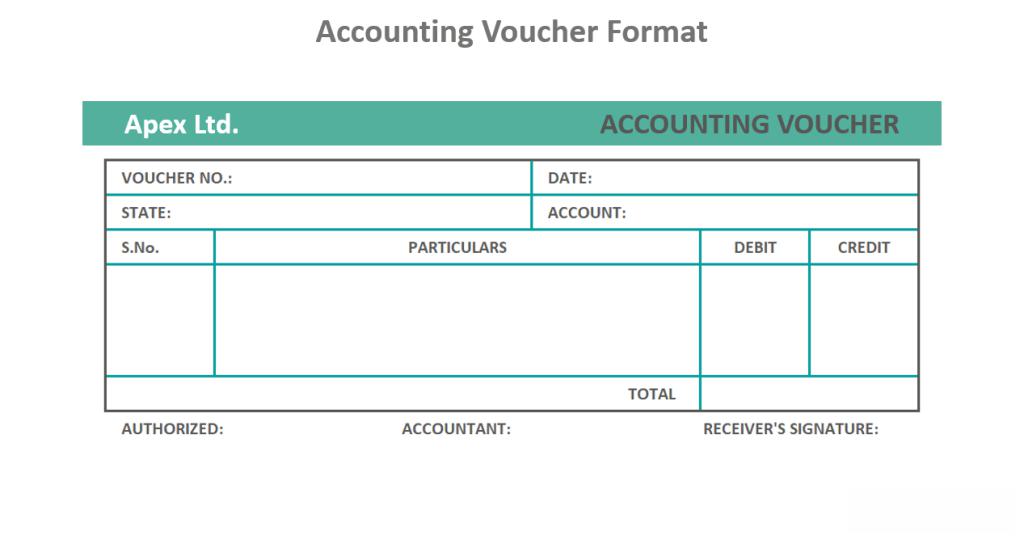 Accounting Voucher Format
Apex Ltd. ACCOUNTING VOUCHER
VOUCHER NO.: DATE:
STATE: ACCOUNT:
S.No. PARTICULARS DEBIT CREDIT
TOTAL
AUTHORIZED: ACCOUNTANT: RECEIVER'S SIGNATURE: